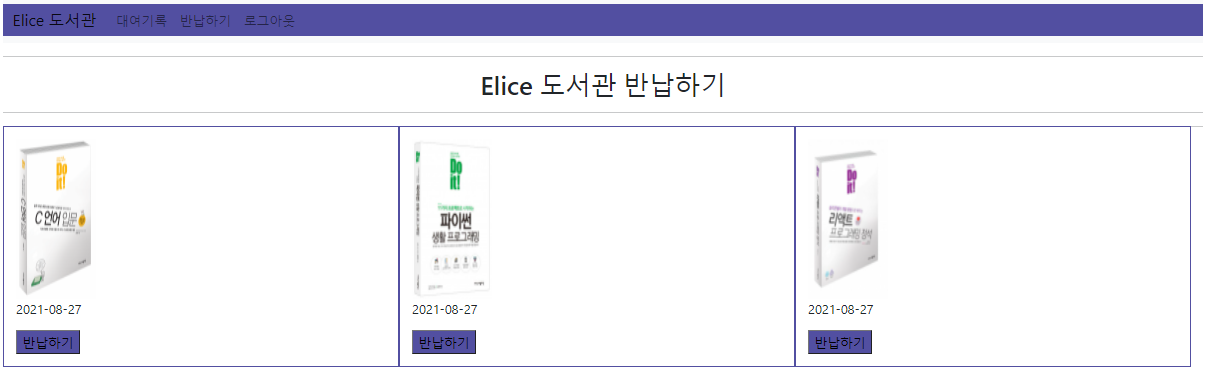 Elice 도서관 대여기록 반납하기 로그아웃
Elice 도서관 반납하기
Do it!
C 언어 입문
Do it!
파이썬
생활 프로그래밍
Do it!
리액트
프로그래밍 정석
2021-08-27
2021-08-27
2021-08-27
반납하기
반납하기
반납하기